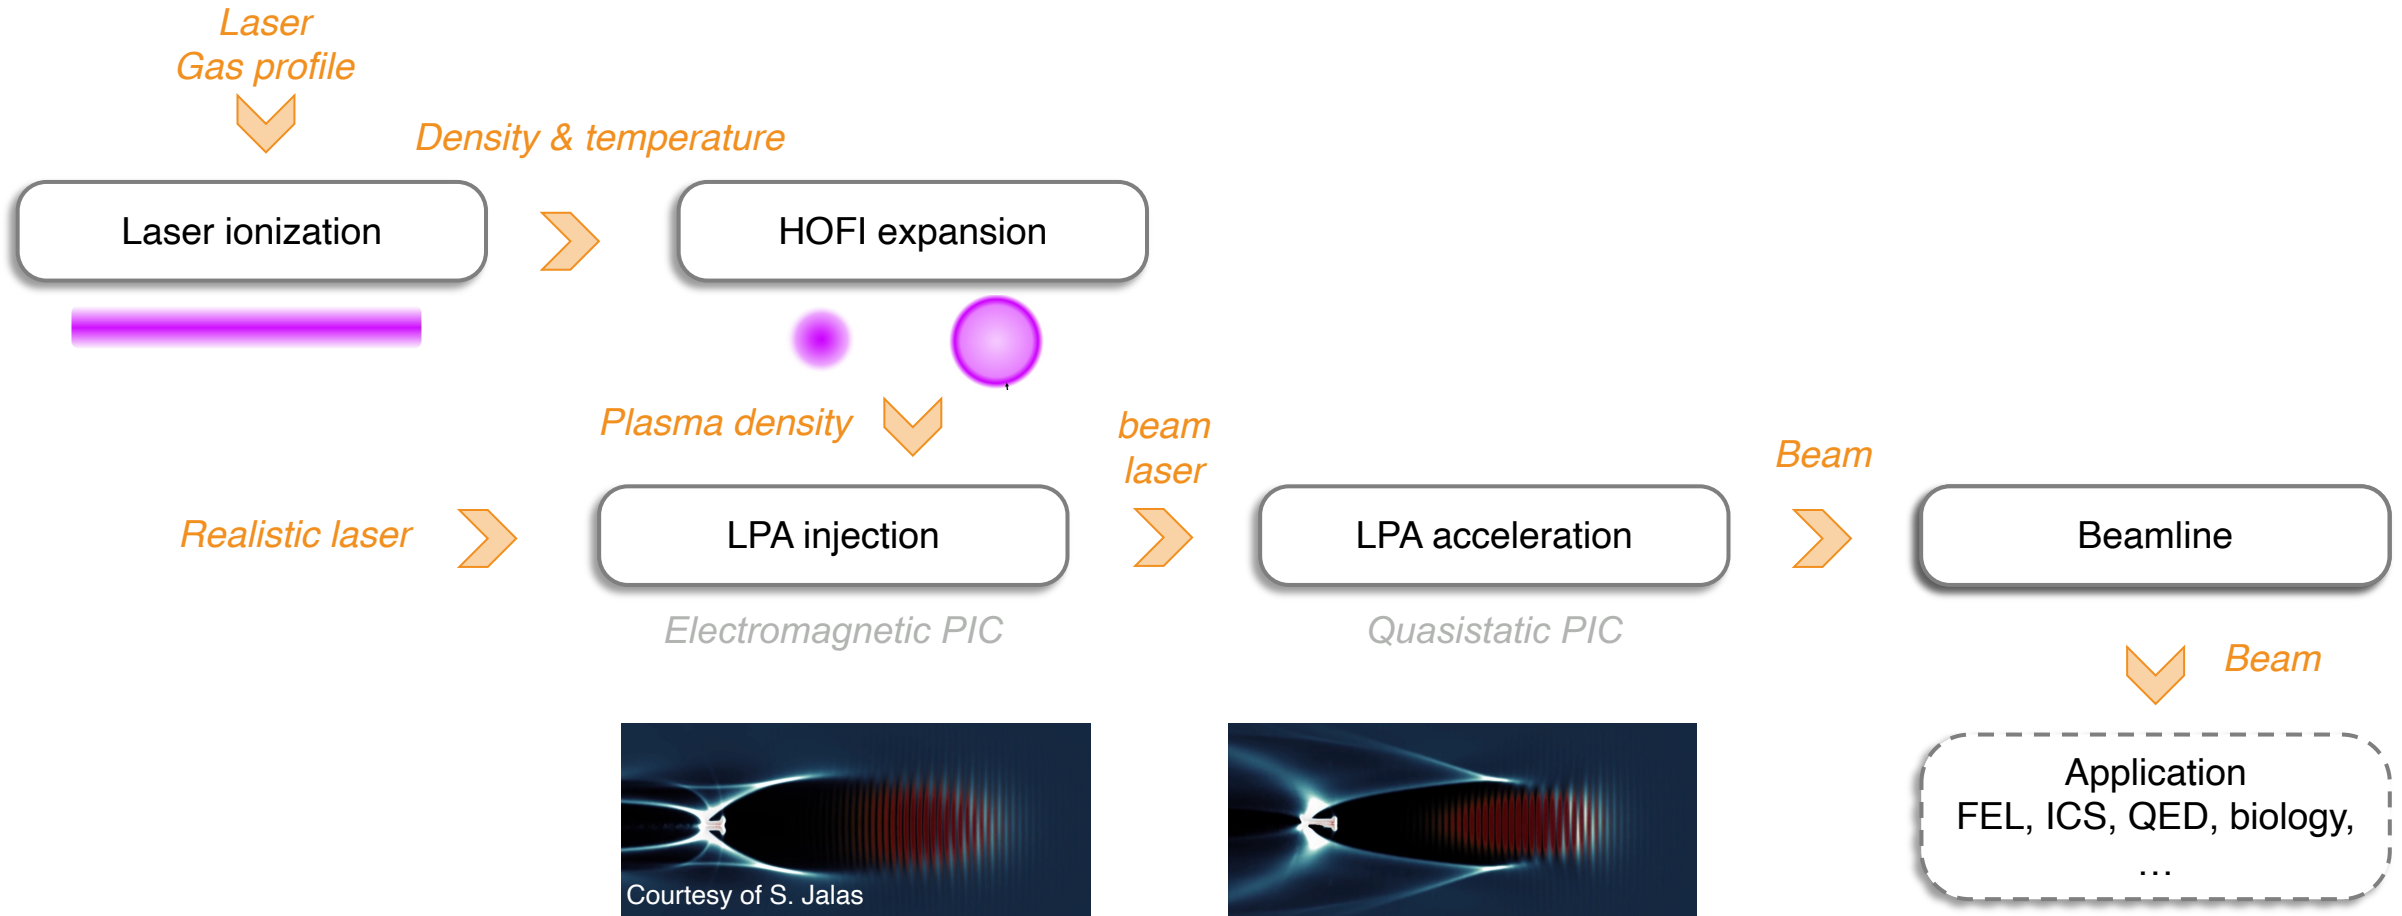 Laser
Gas profile
Density & temperature
Laser ionization
HOFI expansion
Plasma density
beam
laser
Beam
Realistic laser
LPA injection
LPA acceleration
Beamline
Electromagnetic PIC
Quasistatic PIC
Beam
Application
FEL, ICS, QED, biology,
...
Courtesy of S. Jalas